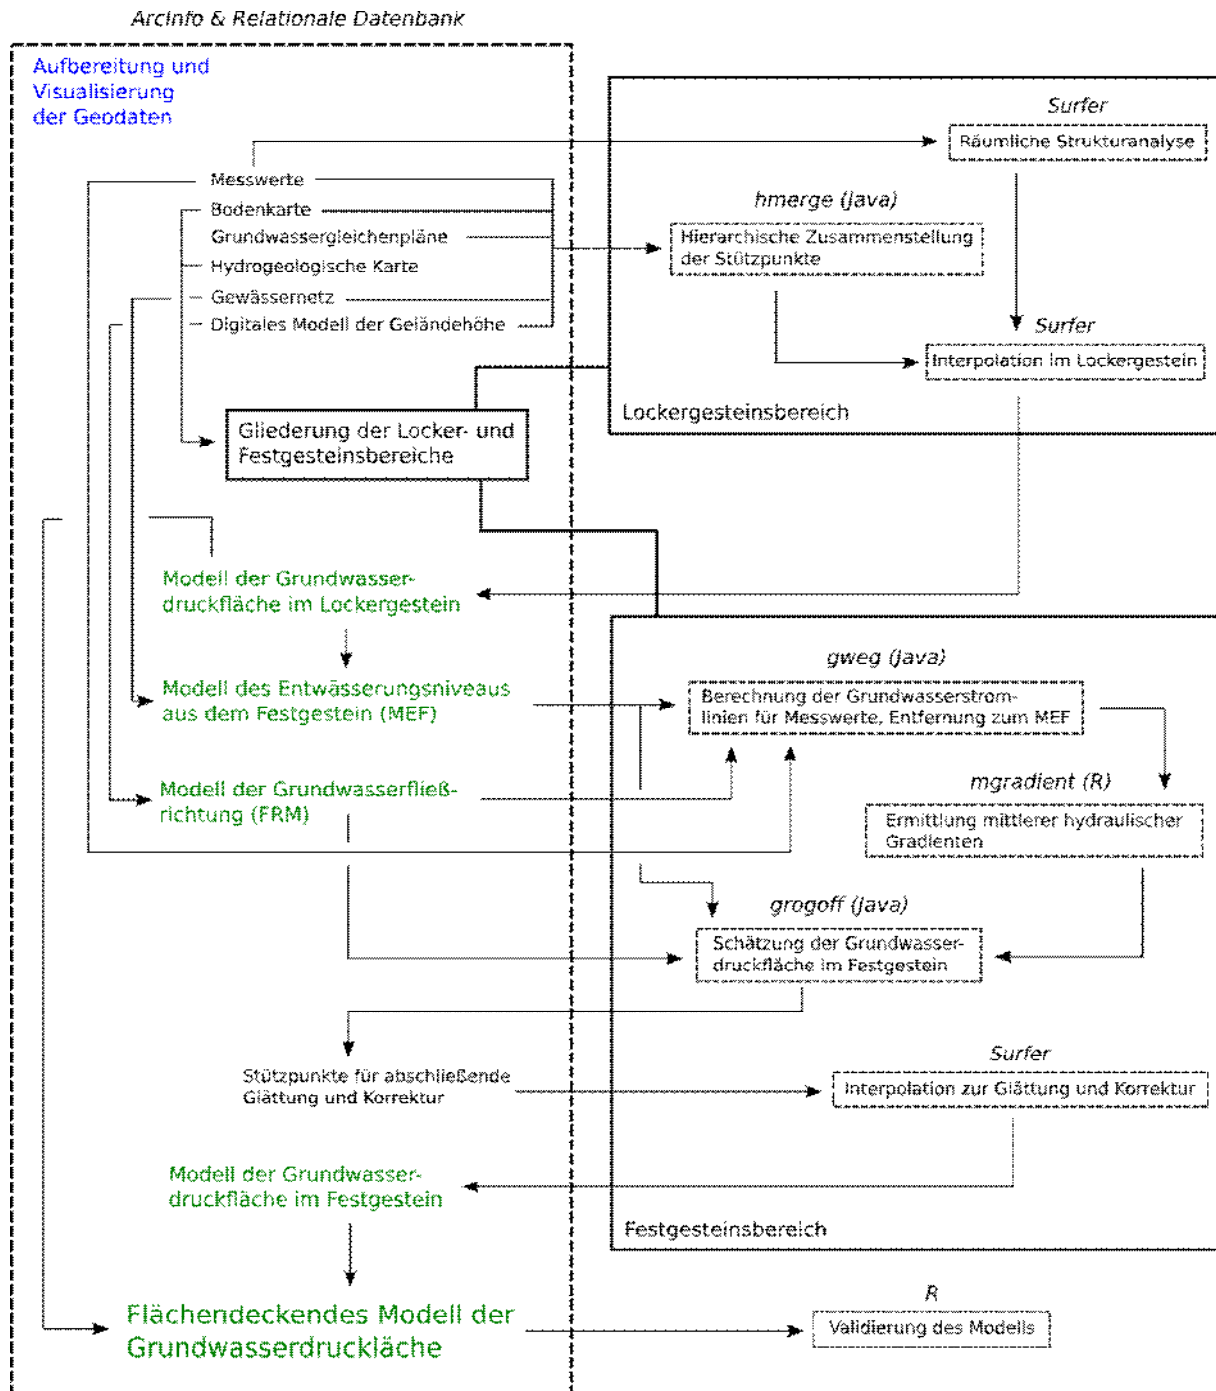 ArcInfo & Relationale Datenbank
Aufbereitung und
Visualisierung
der Geodaten
Surfer
Räumliche Strukturanalyse
Messwerte
Bodenkarte
Grundwassergleichenpläne
Hydrogeologische Karte
Gewässernetz
Digitales Modell der Geländehöhe
hmerge (Java)
Hierarchische Zusammenstellung
der Stützpunkte
Surfer
Interpolation im Lockergestein
Lockergesteinsbereich
Gliederung der Locker- und
Festgesteinsbereiche
Modell der Grundwasser-
druckfläche im Lockergestein
Modell des Entwässerungsniveaus
aus dem Festgestein (MEF)
gweg (Java)
Berechnung der Grundwasserstrom-
linien für Messwerte, Entfernung zum MEF
Modell der Grundwasserfließ-
richtung (FRM)
mgradient (R)
Ermittlung mittlerer hydraulischer
Gradienten
grogoff (Java)
Schätzung der Grundwasser-
druckfläche im Festgestein
Stützpunkte für abschließende
Glättung und Korrektur
Surfer
Interpolation zur Glättung und Korrektur
Modell der Grundwasser-
druckfläche im Festgestein
Festgesteinsbereich
Flächendeckendes Modell der
Grundwasserdruckläche
R
Validierung des Modells